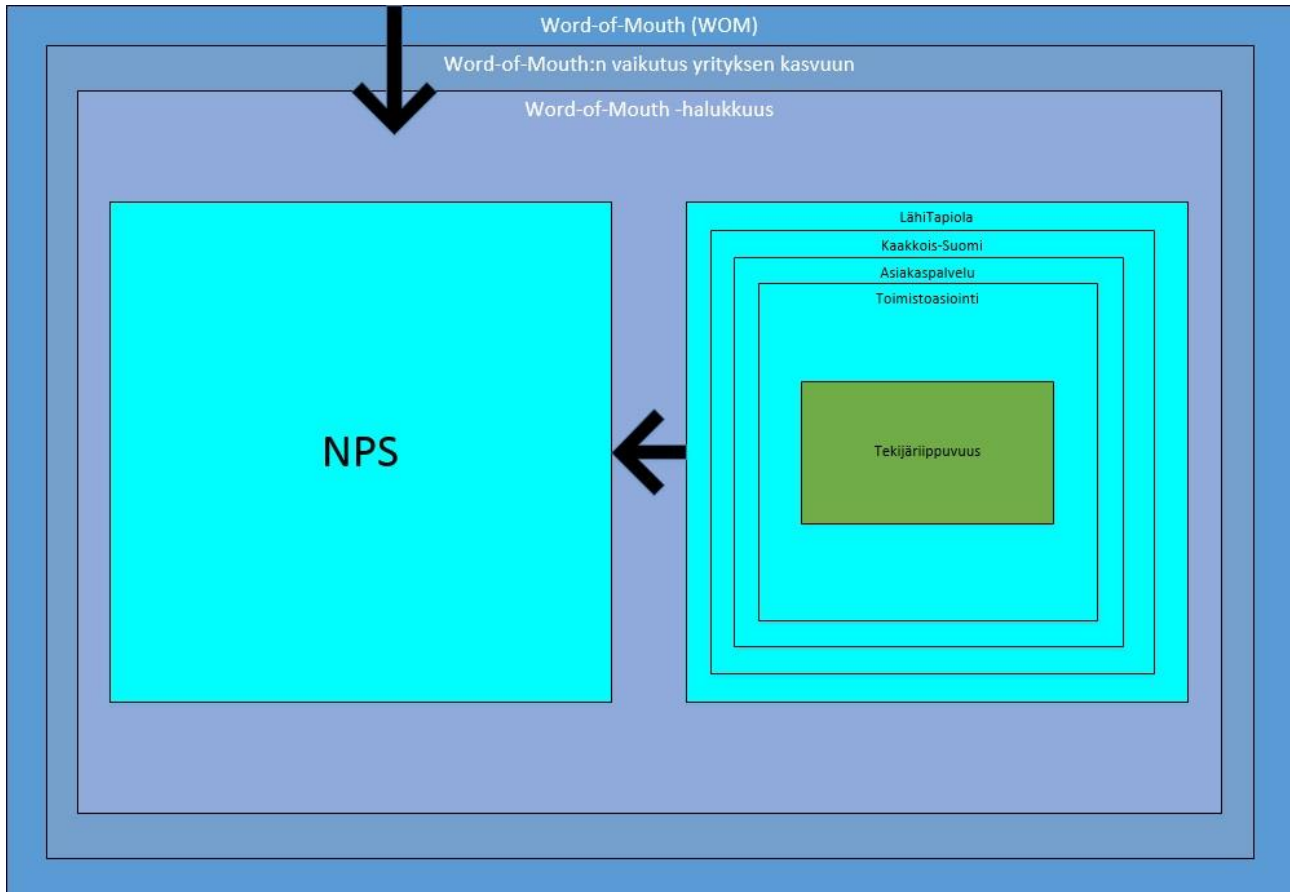 Word-of-Mouth (WOM)
Word-of-Mouth:n vaikutus yrityksen kasvuun
Word-of-Mouth -halukkuus
NPS
LähiTapiola
Kaakkois-Suomi
Asiakaspalvelu
Toimistoasiointi
Tekijäriippuvuus